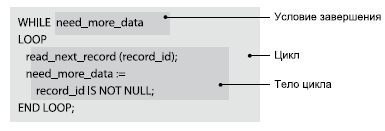 WHILE need_more_data
LOOP
read_next_record (record_id);
need_more_data :=
record_id IS NOT NULL;
END LOOP;
Условие завершения
Цикл
Тело цикла